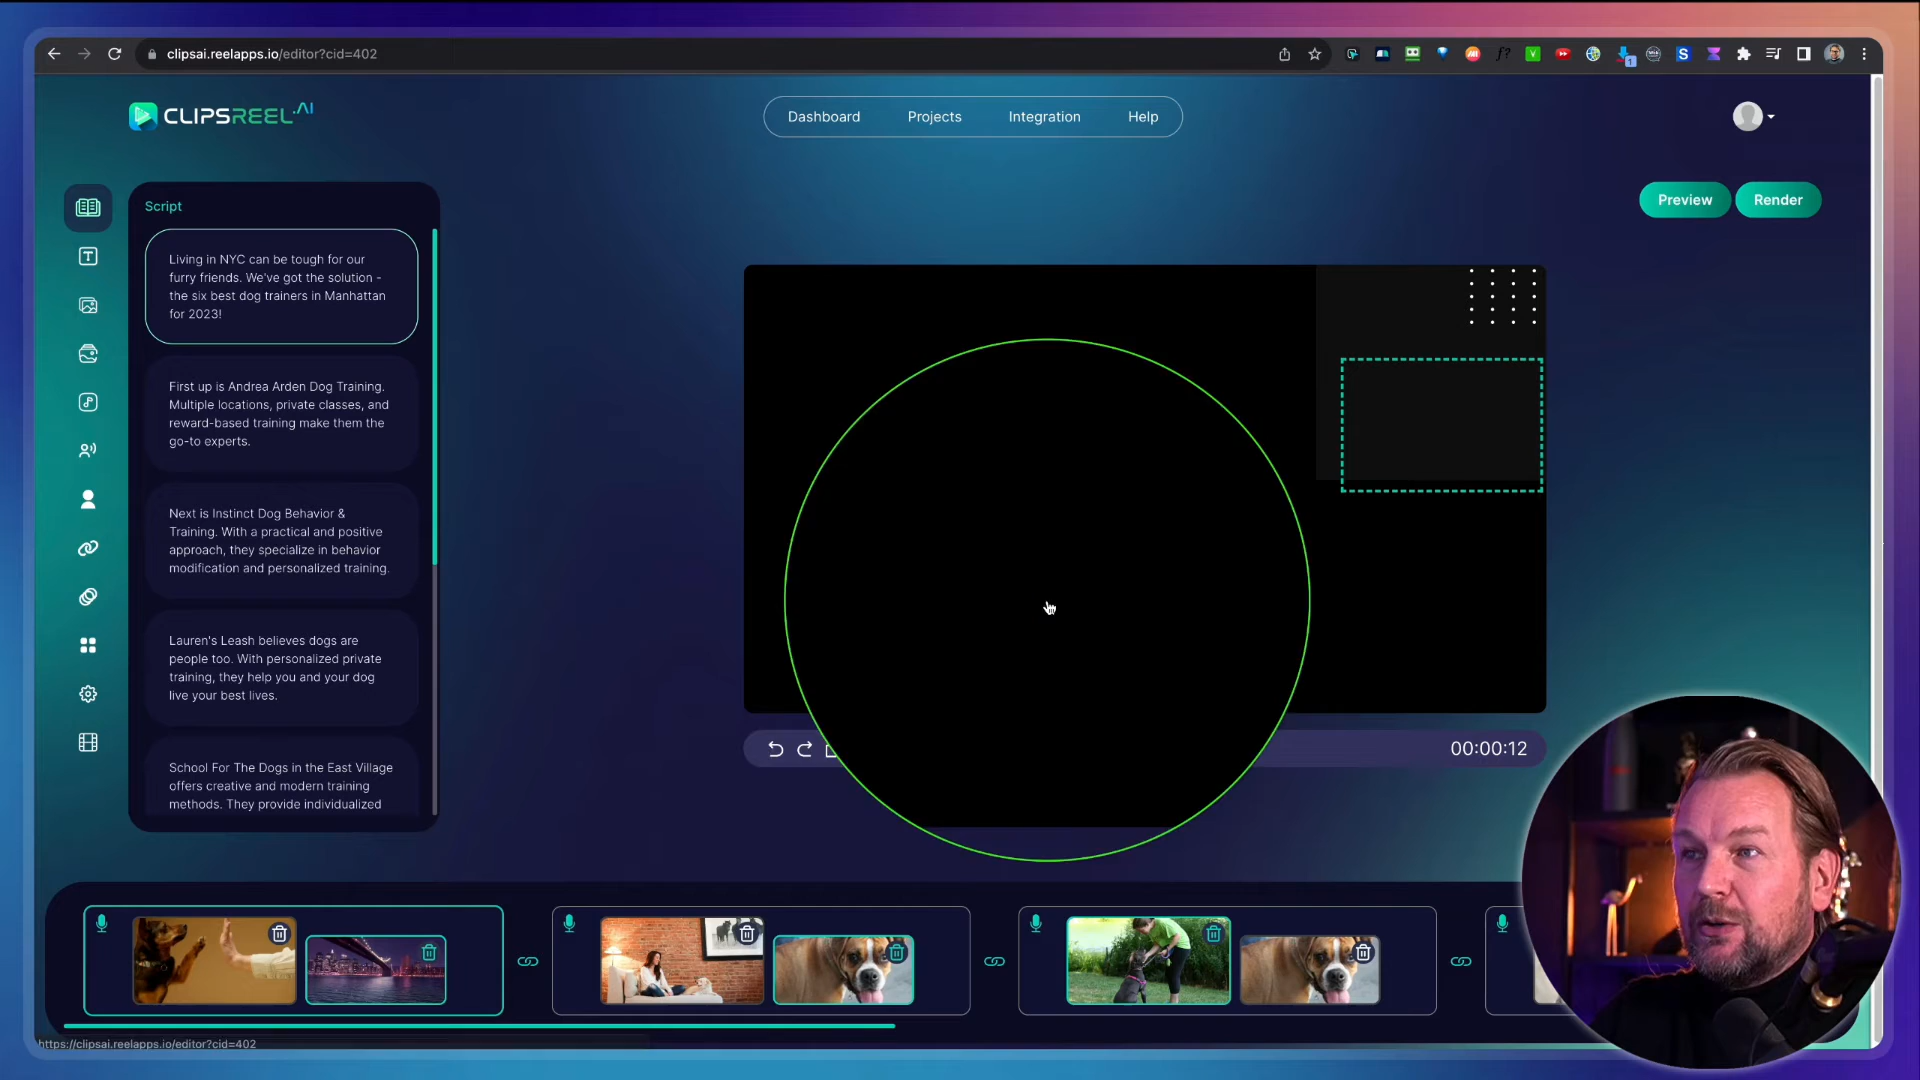 clipsai.reelapps.io/editor?cid=402
CLIPSREEL.AI
Dashboard
Projects
Integration
Help
Preview
Render
Script
Living in NYC can be tough for our
furry friends. We've got the solution -
the six best dog trainers in Manhattan
for 2023!
First up is Andrea Arden Dog Training.
Multiple locations, private classes, and
reward-based training make them the
go-to experts.
Next is Instinct Dog Behavior &
Training. With a practical and positive
approach, they specialize in behavior
modification and personalized training.
Lauren's Leash believes dogs are
people too. With personalized private
training, they help you and your dog
live your best lives.
School For The Dogs in the East Village
offers creative and modern training
methods. They provide individualized
00:00:12
https://clipsai.reelapps.io/editor?cid=402